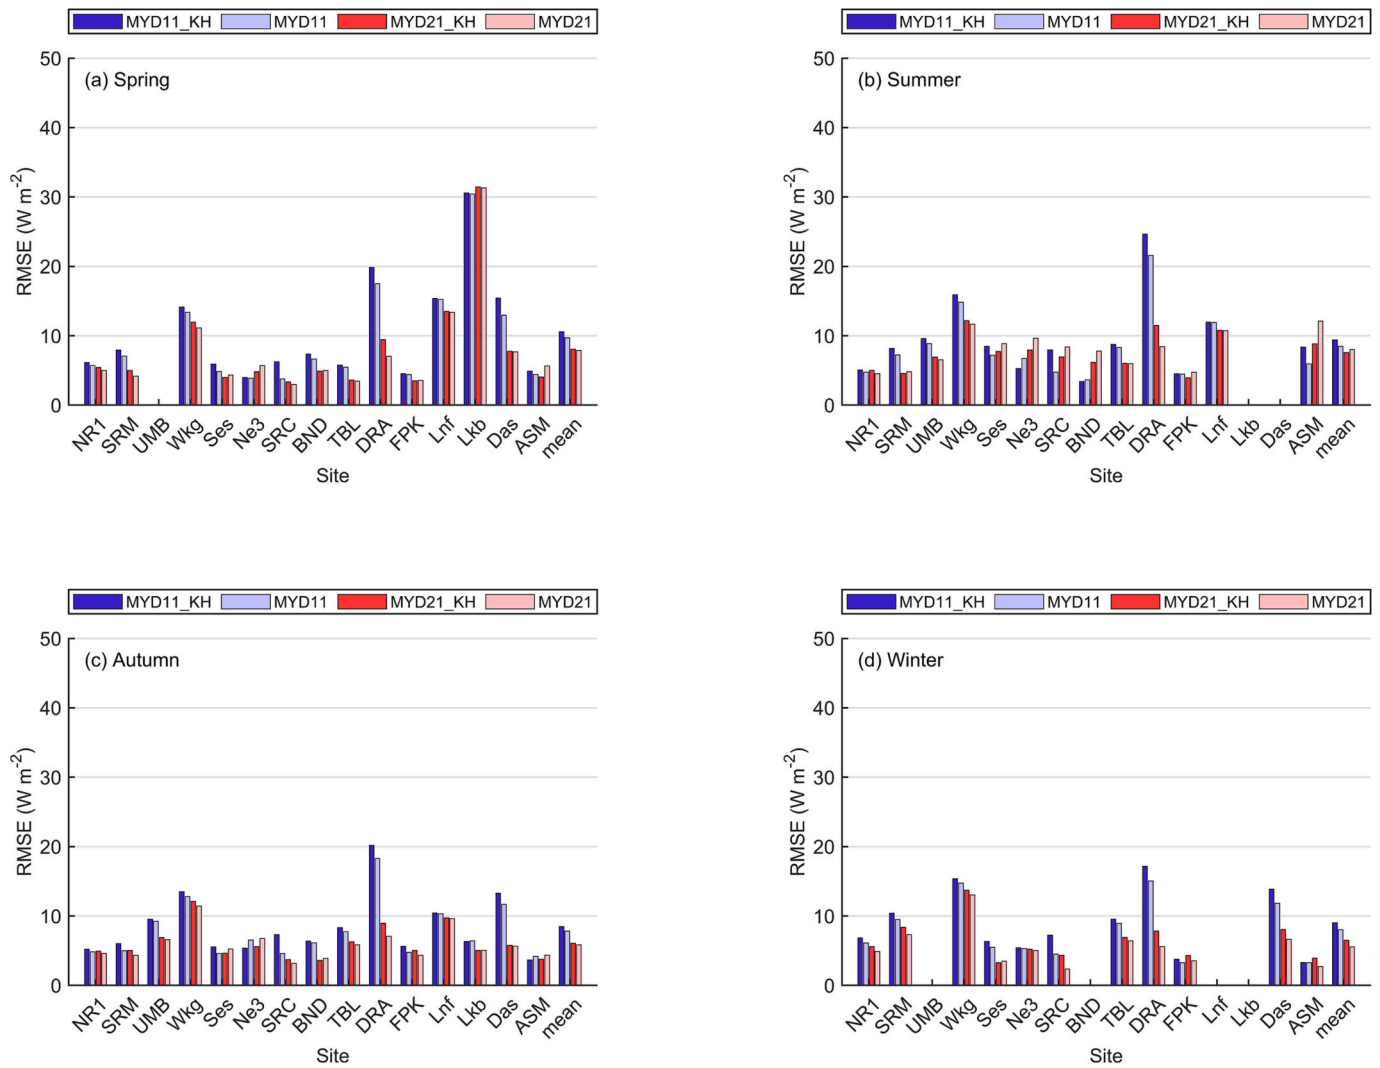 MYD11_KH MYD11 MYD21_KH MYD21
(a) Spring
RMSE (W m-2)
50
40
30
20
10
0
NR1 SRM UMB Wkg Ses Ne3 SRC BND TBL DRA FPK Lnf Lkb Das ASM mean
Site
MYD11_KH MYD11 MYD21_KH MYD21
(b) Summer
RMSE (W m-2)
50
40
30
20
10
0
NR1 SRM UMB Wkg Ses Ne3 SRC BND TBL DRA FPK Lnf Lkb Das ASM mean
Site
MYD11_KH MYD11 MYD21_KH MYD21
(c) Autumn
RMSE (W m-2)
50
40
30
20
10
0
NR1 SRM UMB Wkg Ses Ne3 SRC BND TBL DRA FPK Lnf Lkb Das ASM mean
Site
MYD11_KH MYD11 MYD21_KH MYD21
(d) Winter
RMSE (W m-2)
50
40
30
20
10
0
NR1 SRM UMB Wkg Ses Ne3 SRC BND TBL DRA FPK Lnf Lkb Das ASM mean
Site